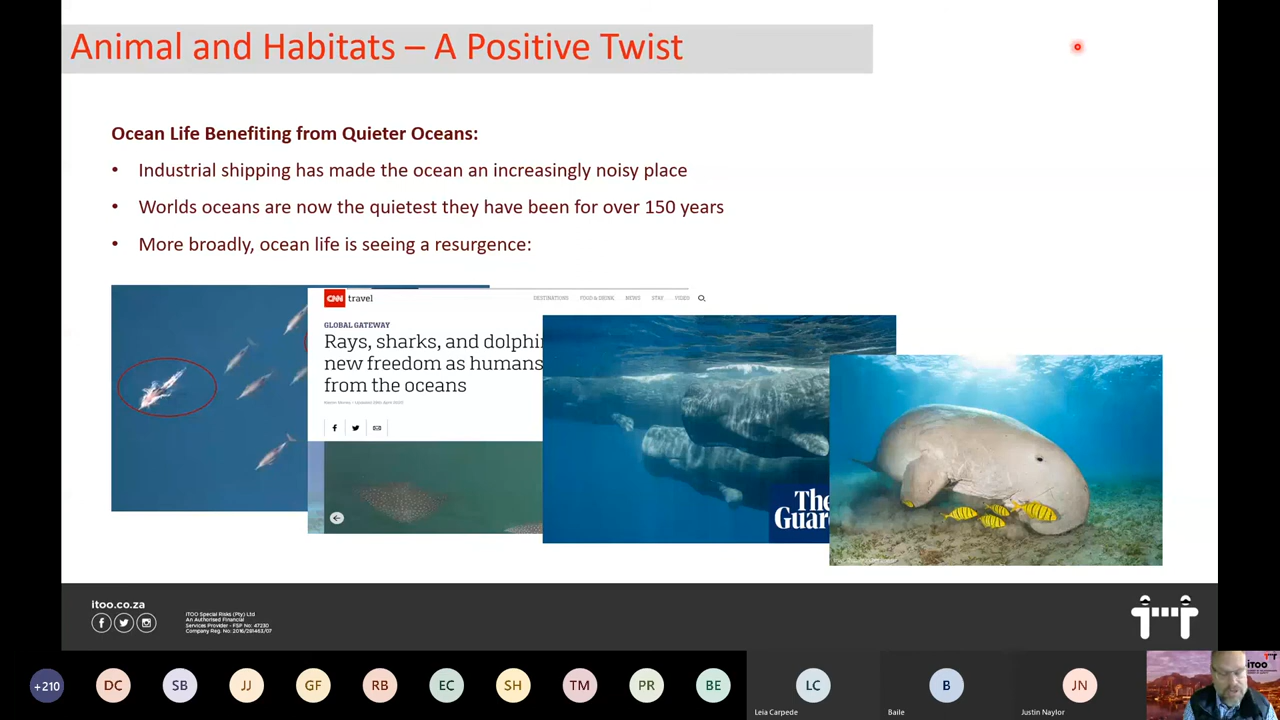 Animal and Habitats – A Positive Twist
Ocean Life Benefiting from Quieter Oceans:
• Industrial shipping has made the ocean an increasingly noisy place
• Worlds oceans are now the quietest they have been for over 150 years
• More broadly, ocean life is seeing a resurgence:
CNN travel
DESTINATIONS FOOD & DRINK NEWS STAY VIDEO
GLOBAL GATEWAY
Rays, sharks, and dolphin
new freedom as humans
from the oceans
The
Guar
itoo.co.za
ITOO Special Risks (Pty) Ltd
An Authorised Financial
Services Provider - FSP No: 47230
Company Reg. No: 2016/281463/07
+210
DC
SB
JJ
GF
RB
EC
SH
TM
PR
BE
LC
Leia Carpede
B
Baile
JN
Justin Naylor
itoo